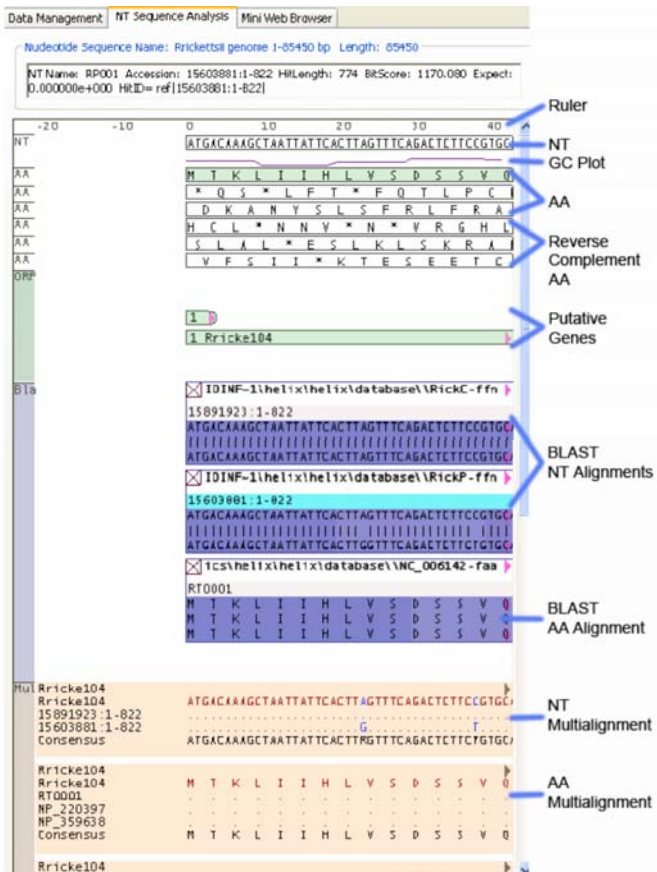 Data Management NT Sequence Analysis Mini Web Browser
Nucleotide Sequence Name: Rrickettsii genome 1-85450 bp Length: 85450
NT Name: RP001 Accession: 15603881:1-822 HitLength: 774 BitScore: 1170.080 Expect:
0.000000e+000 HitID= ref|15603881:1-822|
-20 -10 0 10 20 30 40
Ruler
NT ATGACAAAGCTAATTATTCACTTAGTTTCAGACTCTTCCGTGC
NT
GC Plot
AA M T K L I I H L V S D S S V Q
AA * Q S * L F T * F Q T L P C
AA D K A N Y S L S F R L F R A
AA
AA H C L * N N V * N * V R G H L
AA S L A L * E S L K L S K R A
AA V F S I I * K T E S E E T C
Reverse
Complement
AA
ORF
1
1 Rricke104
Putative
Genes
Bla
IDINF-1\helix\helix\database\\RickC-ffn
15891923:1-822
ATGACAAAGCTAATTATTCACTTAGTTTCAGACTCTTCCGTGC
ATGACAAAGCTAATTATTCACTTAGTTTCAGACTCTTCCGTGC
IDINF-1\helix\helix\database\\RickP-ffn
15603881:1-822
ATGACAAAGCTAATTATTCACTTAGTTTCAGACTCTTCCGTGC
ATGACAAAGCTAATTATTCACTTGGTTTCAGACTCTTCTGTGC
BLAST
NT Alignments
ics\helix\helix\database\\NC_006142-faa
RT0001
M T K L I I H L V S D S S V Q
M T K L I I H L V S D S S V Q
M T K L I I H L V S D S S V Q
BLAST
AA Alignment
Mul Rricke104
Rricke104 ATGACAAAGCTAATTATTCACTTAGTTTCAGACTCTTCCGTGC
15891923:1-822
15603881:1-822 G T
Consensus ATGACAAAGCTAATTATTCACTTRGTTTCAGACTCTTCYGTGC
NT
Multialignment
Rricke104
Rricke104 M T K L I I H L V S D S S V Q
RT0001
NP_220397
NP_359638
Consensus M T K L I I H L V S D S S V Q
AA
Multialignment
Rricke104